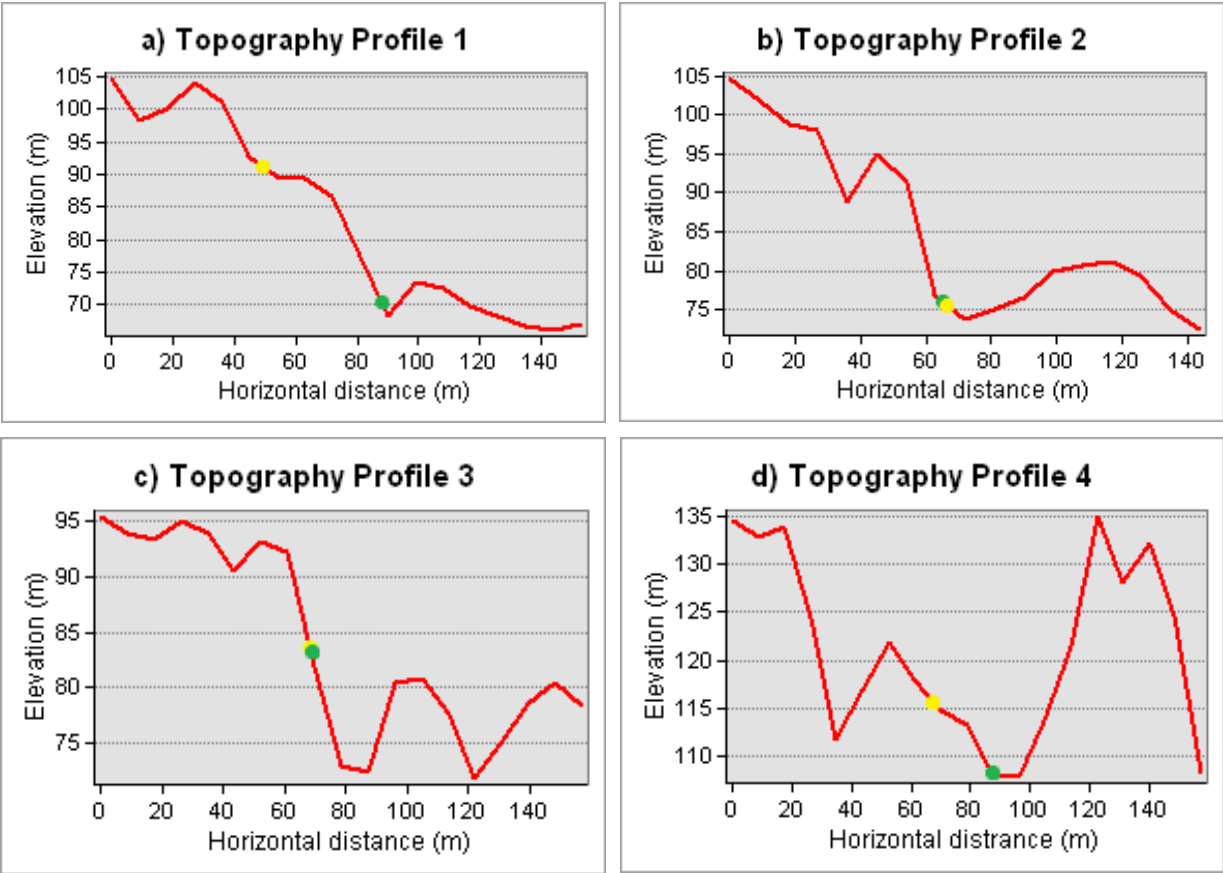 a) Topography Profile 1
105
100
95
90
85
80
75
70
Elevation (m)
0 20 40 60 80 100 120 140
Horizontal distance (m)
b) Topography Profile 2
105
100
95
90
85
80
75
Elevation (m)
0 20 40 60 80 100 120 140
Horizontal distance (m)
c) Topography Profile 3
95
90
85
80
75
Elevation (m)
0 20 40 60 80 100 120 140
Horizontal distance (m)
d) Topography Profile 4
135
130
125
120
115
110
Elevation (m)
0 20 40 60 80 100 120 140
Horizontal distrance (m)